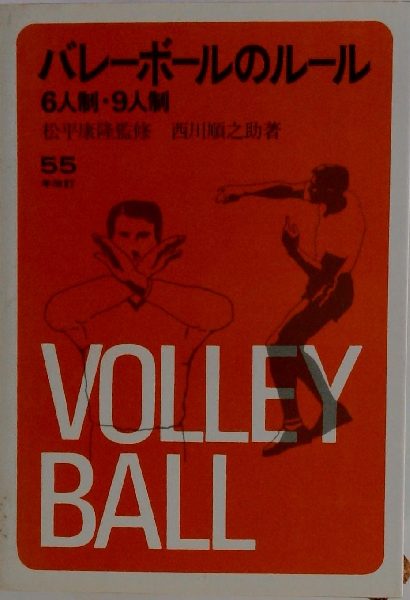 バレーボールのルール
6人制・9人制
松平康隆監修 西川順之助著
55
年改訂
VOLLEY
BALL